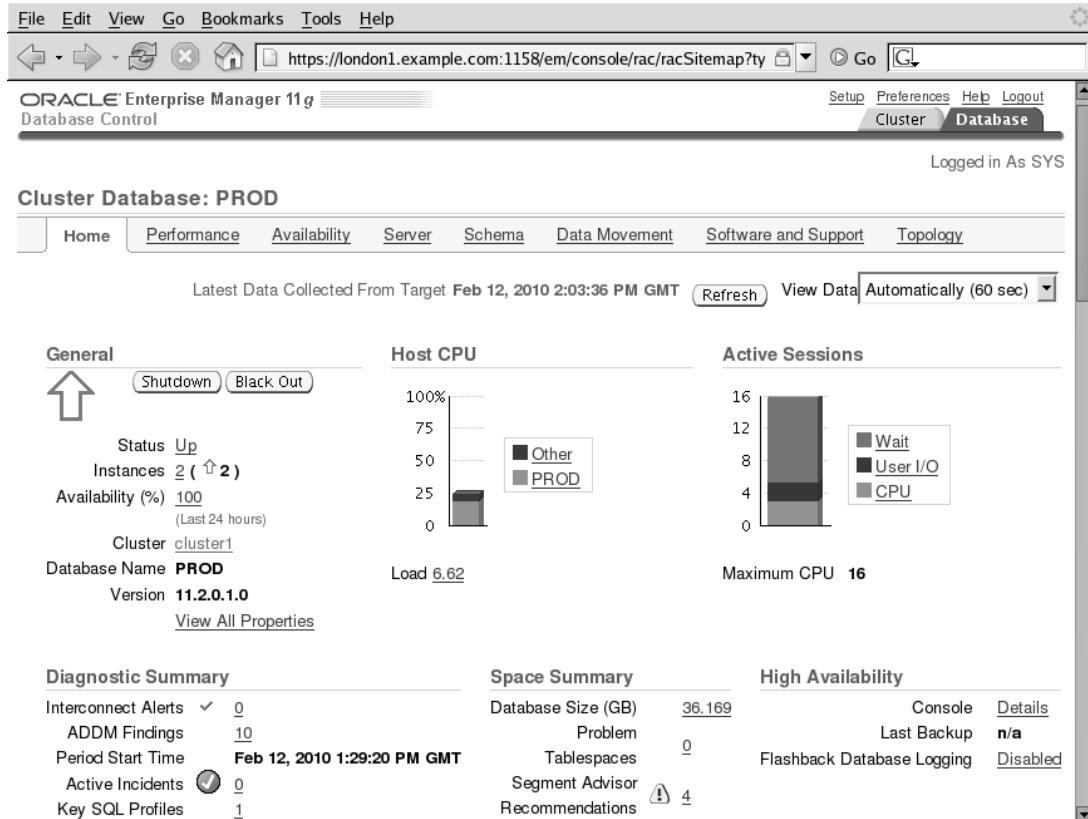 File Edit View Go Bookmarks Tools Help
https://london1.example.com:1158/em/console/rac/racSitemap?ty Go G
ORACLE Enterprise Manager 11g
Database Control
Setup Preferences Help Logout
Cluster Database
Logged in As SYS
Cluster Database: PROD
Home Performance Availability Server Schema Data Movement Software and Support Topology
Latest Data Collected From Target Feb 12, 2010 2:03:36 PM GMT Refresh View Data Automatically (60 sec)
General
Shutdown Black Out
Status Up
Instances 2 ( 2 )
Availability (%) 100
(Last 24 hours)
Cluster cluster1
Database Name PROD
Version 11.2.0.1.0
View All Properties
Host CPU
100%
75
50
25
0
Other
PROD
Load 6.62
Active Sessions
16
12
8
4
0
Wait
User I/O
CPU
Maximum CPU 16
Diagnostic Summary
Interconnect Alerts 0
ADDM Findings 10
Period Start Time Feb 12, 2010 1:29:20 PM GMT
Active Incidents 0
Key SQL Profiles 1
Space Summary
Database Size (GB) 36.169
Problem
Tablespaces 0
Segment Advisor
Recommendations 4
High Availability
Console Details
Last Backup n/a
Flashback Database Logging Disabled